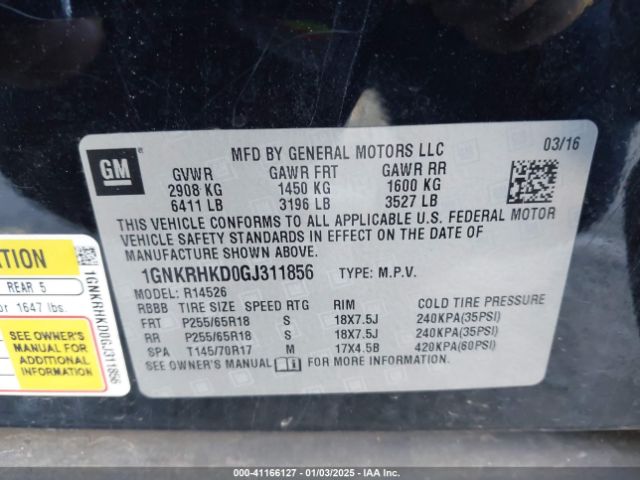 GM
MFD BY GENERAL MOTORS LLC 03/16
GVWR GAWR FRT GAWR RR
2908 KG 1450 KG 1600 KG
6411 LB 3196 LB 3527 LB
THIS VEHICLE CONFORMS TO ALL APPLICABLE U.S. FEDERAL MOTOR
VEHICLE SAFETY STANDARDS IN EFFECT ON THE DATE OF
MANUFACTURE SHOWN ABOVE.
1GNKRHKD0GJ311856 TYPE: M.P.V.
MODEL: R14526
RBBB TIRE SIZE SPEED RTG RIM COLD TIRE PRESSURE
FRT P255/65R18 S 18X7.5J 240KPA(35PSI)
RR P255/65R18 S 18X7.5J 240KPA(35PSI)
SPA T145/70R17 M 17X4.5B 420KPA(60PSI)
SEE OWNER'S MANUAL FOR MORE INFORMATION.
REAR 5
1647 lbs.
SEE OWNER'S
MANUAL FOR
ADDITIONAL
INFORMATION
1GNKRHKD0GJ311856
000-41166127 - 01/03/2025 - IAAI.com